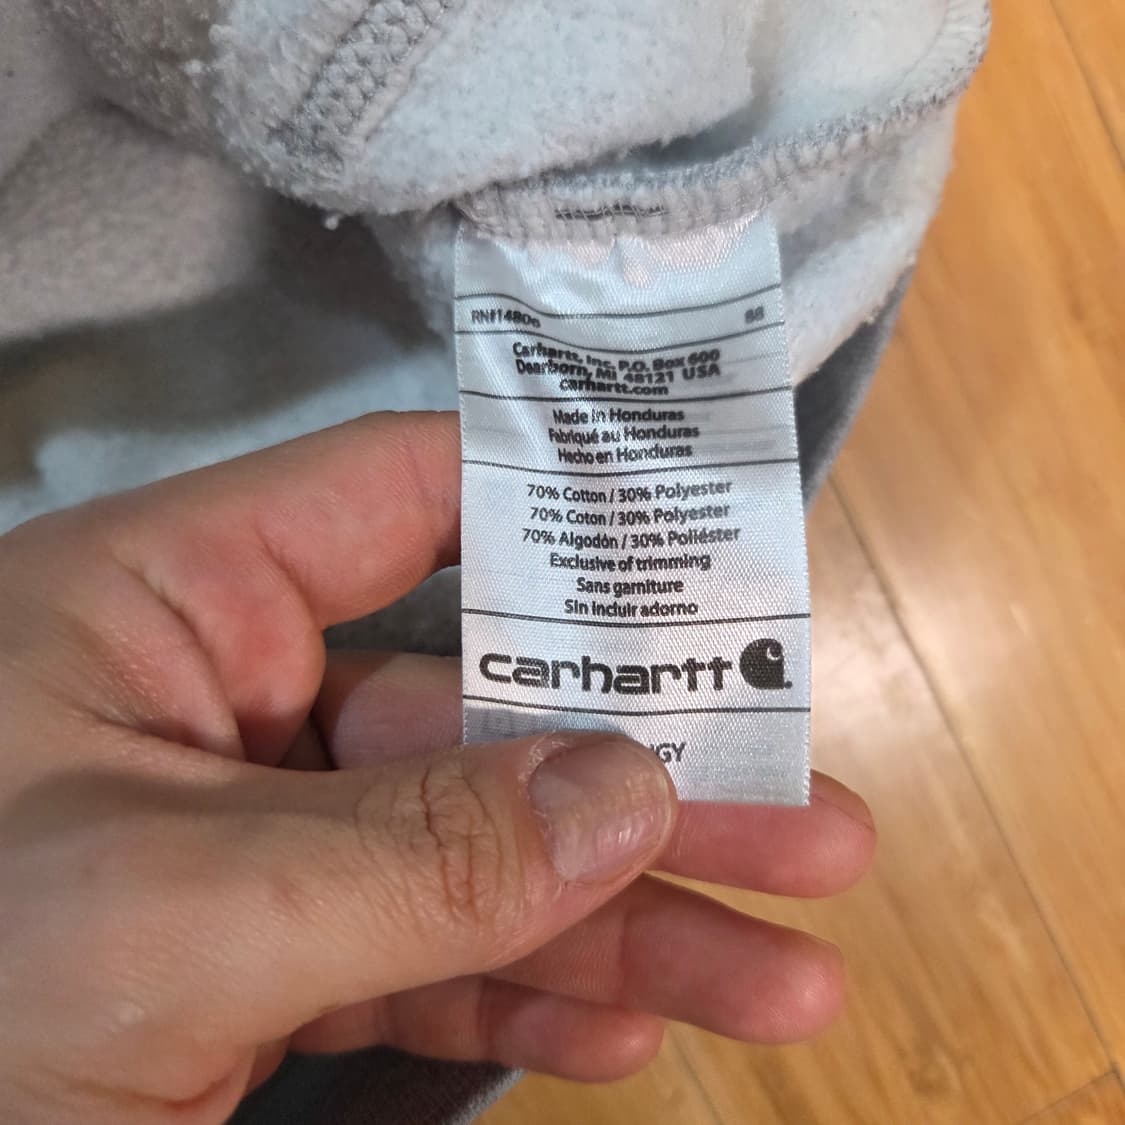 RN#14806 88
Carhartt, Inc. P.O. Box 600
Dearborn, MI 48121 USA
carhartt.com
Made in Honduras
Fabriqué au Honduras
Hecho en Honduras
70% Cotton / 30% Polyester
70% Coton / 30% Polyester
70% Algodón / 30% Poliéster
Exclusive of trimming
Sans garniture
Sin incluir adorno
carhartt